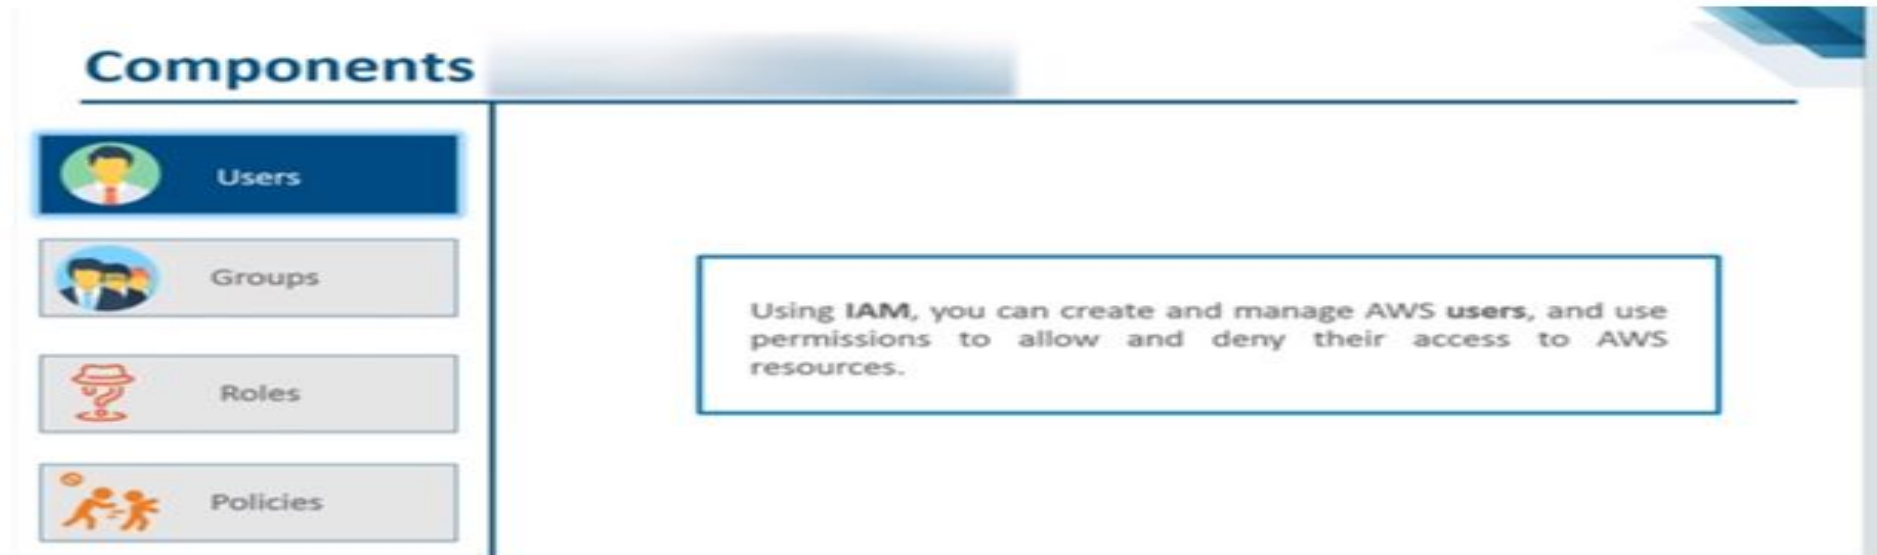 Components
Users
Groups
Roles
Policies
Using IAM, you can create and manage AWS users, and use
permissions to allow and deny their access to AWS
resources.